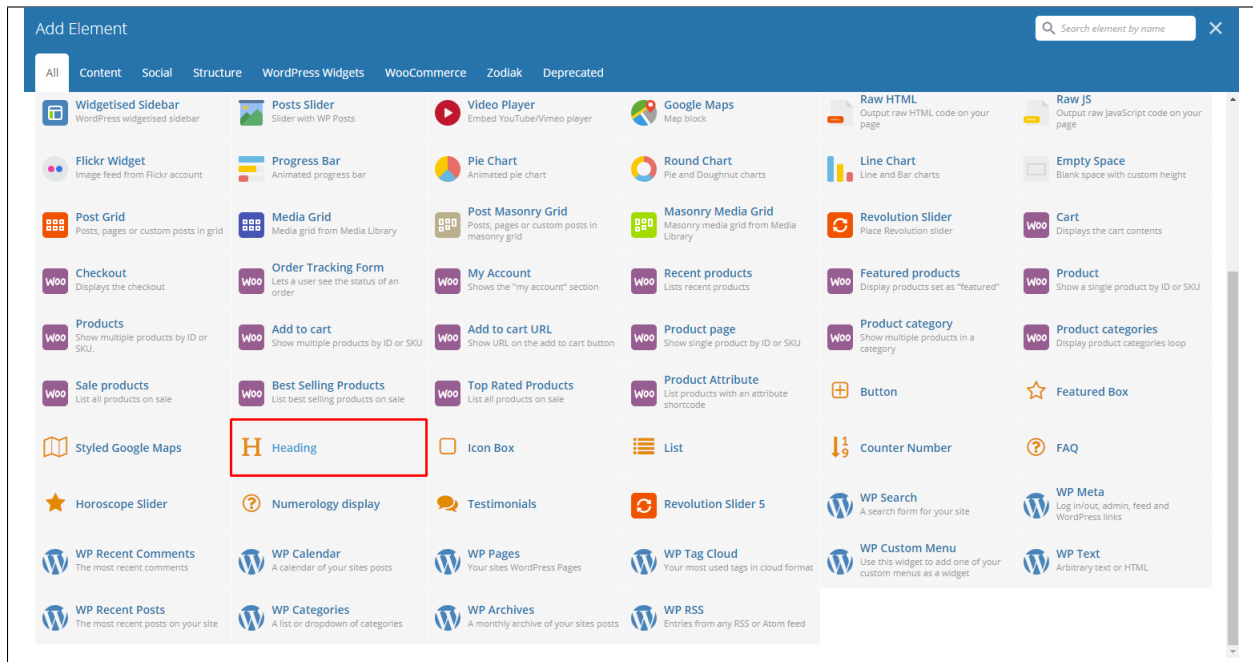 Add Element
Search element by name
All Content Social Structure WordPress Widgets WooCommerce Zodiak Deprecated
Widgetised Sidebar
WordPress widgetised sidebar
Posts Slider
Slider with WP Posts
Video Player
Embed YouTube/Vimeo player
Google Maps
Map block
Raw HTML
Output raw HTML code on your
page
Raw JS
Output raw JavaScript code on your
page
Flickr Widget
Image feed from Flickr account
Progress Bar
Animated progress bar
Pie Chart
Animated pie chart
Round Chart
Pie and Doughnut charts
Line Chart
Line and Bar charts
Empty Space
Blank space with custom height
Post Grid
Posts, pages or custom posts in grid
Media Grid
Media grid from Media Library
Post Masonry Grid
Posts, pages or custom posts in
masonry grid
Masonry Media Grid
Masonry media grid from Media
Library
Revolution Slider
Place Revolution slider
Woo
Cart
Displays the cart contents
Woo
Checkout
Displays the checkout
Woo
Order Tracking Form
Lets a user see the status of an
order
Woo
My Account
Shows the "my account" section
Woo
Recent products
Lists recent products
Woo
Featured products
Display products set as "featured"
Woo
Product
Show a single product by ID or SKU
Woo
Products
Show multiple products by ID or
SKU.
Woo
Add to cart
Show multiple products by ID or SKU
Woo
Add to cart URL
Show URL on the add to cart button
Woo
Product page
Show single product by ID or SKU
Woo
Product category
Show multiple products in a
category
Woo
Product categories
Display product categories loop
Woo
Sale products
List all products on sale
Woo
Best Selling Products
List best selling products on sale
Woo
Top Rated Products
List all products on sale
Woo
Product Attribute
List products with an attribute
shortcode
Button
Featured Box
Styled Google Maps
H Heading
Icon Box
List
1
9
Counter Number
? FAQ
Horoscope Slider
? Numerology display
Testimonials
Revolution Slider 5
WP Search
A search form for your site
WP Meta
Log in/out, admin, feed and
WordPress links
WP Recent Comments
The most recent comments
WP Calendar
A calendar of your sites posts
WP Pages
Your sites WordPress Pages
WP Tag Cloud
Your most used tags in cloud format
WP Custom Menu
Use this widget to add one of your
custom menus as a widget
WP Text
Arbitrary text or HTML
WP Recent Posts
The most recent posts on your site
WP Categories
A list or dropdown of categories
WP Archives
A monthly archive of your sites posts
WP RSS
Entries from any RSS or Atom feed